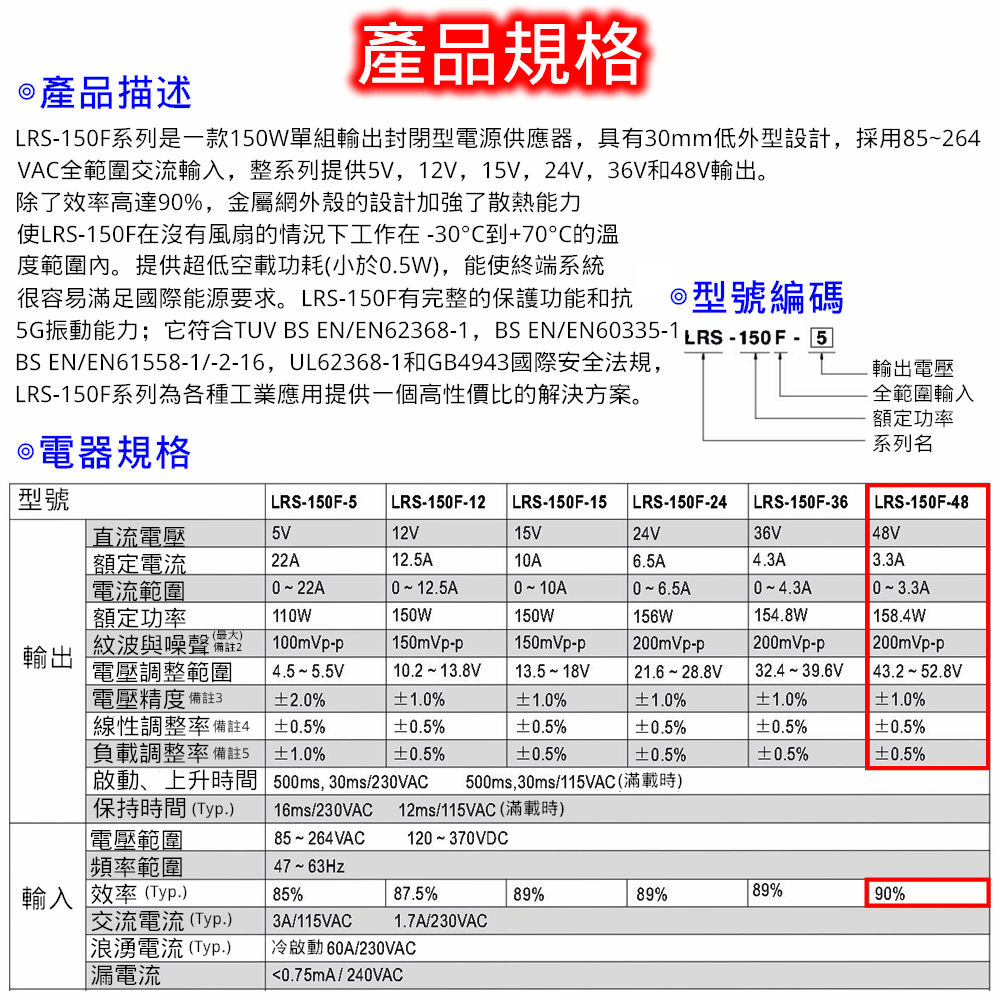 產品規格
◎產品描述
LRS-150F系列是一款150W單組輸出封閉型電源供應器，具有30mm低外型設計，採用85~264
VAC全範圍交流輸入，整系列提供5V，12V，15V，24V，36V和48V輸出。
除了效率高達90%，金屬網外殼的設計加強了散熱能力
使LRS-150F在沒有風扇的情況下工作在 -30°C到+70°C的溫
度範圍內。提供超低空載功耗(小於0.5W)，能使終端系統
很容易滿足國際能源要求。LRS-150F有完整的保護功能和抗
5G振動能力；它符合TUV BS EN/EN62368-1，BS EN/EN60335-1，
BS EN/EN61558-1/-2-16，UL62368-1和GB4943國際安全法規，
LRS-150F系列為各種工業應用提供一個高性價比的解決方案。
◎型號編碼
LRS - 150 F - 5
輸出電壓
全範圍輸入
額定功率
系列名
◎電器規格
型號 LRS-150F-5 LRS-150F-12 LRS-150F-15 LRS-150F-24 LRS-150F-36 LRS-150F-48
輸出
直流電壓 5V 12V 15V 24V 36V 48V
額定電流 22A 12.5A 10A 6.5A 4.3A 3.3A
電流範圍 0 ~ 22A 0 ~ 12.5A 0 ~ 10A 0 ~ 6.5A 0 ~ 4.3A 0 ~ 3.3A
額定功率 110W 150W 150W 156W 154.8W 158.4W
紋波與噪聲(最大)備註2 100mVp-p 150mVp-p 150mVp-p 200mVp-p 200mVp-p 200mVp-p
電壓調整範圍 4.5 ~ 5.5V 10.2 ~ 13.8V 13.5 ~ 18V 21.6 ~ 28.8V 32.4 ~ 39.6V 43.2 ~ 52.8V
電壓精度 備註3 ±2.0% ±1.0% ±1.0% ±1.0% ±1.0% ±1.0%
線性調整率 備註4 ±0.5% ±0.5% ±0.5% ±0.5% ±0.5% ±0.5%
負載調整率 備註5 ±1.0% ±0.5% ±0.5% ±0.5% ±0.5% ±0.5%
啟動、上升時間 500ms, 30ms/230VAC 500ms,30ms/115VAC(滿載時)
保持時間 (Typ.) 16ms/230VAC 12ms/115VAC (滿載時)
輸入
電壓範圍 85 ~ 264VAC 120 ~ 370VDC
頻率範圍 47 ~ 63Hz
效率 (Typ.) 85% 87.5% 89% 89% 89% 90%
交流電流 (Typ.) 3A/115VAC 1.7A/230VAC
浪湧電流 (Typ.) 冷啟動 60A/230VAC
漏電流 <0.75mA / 240VAC